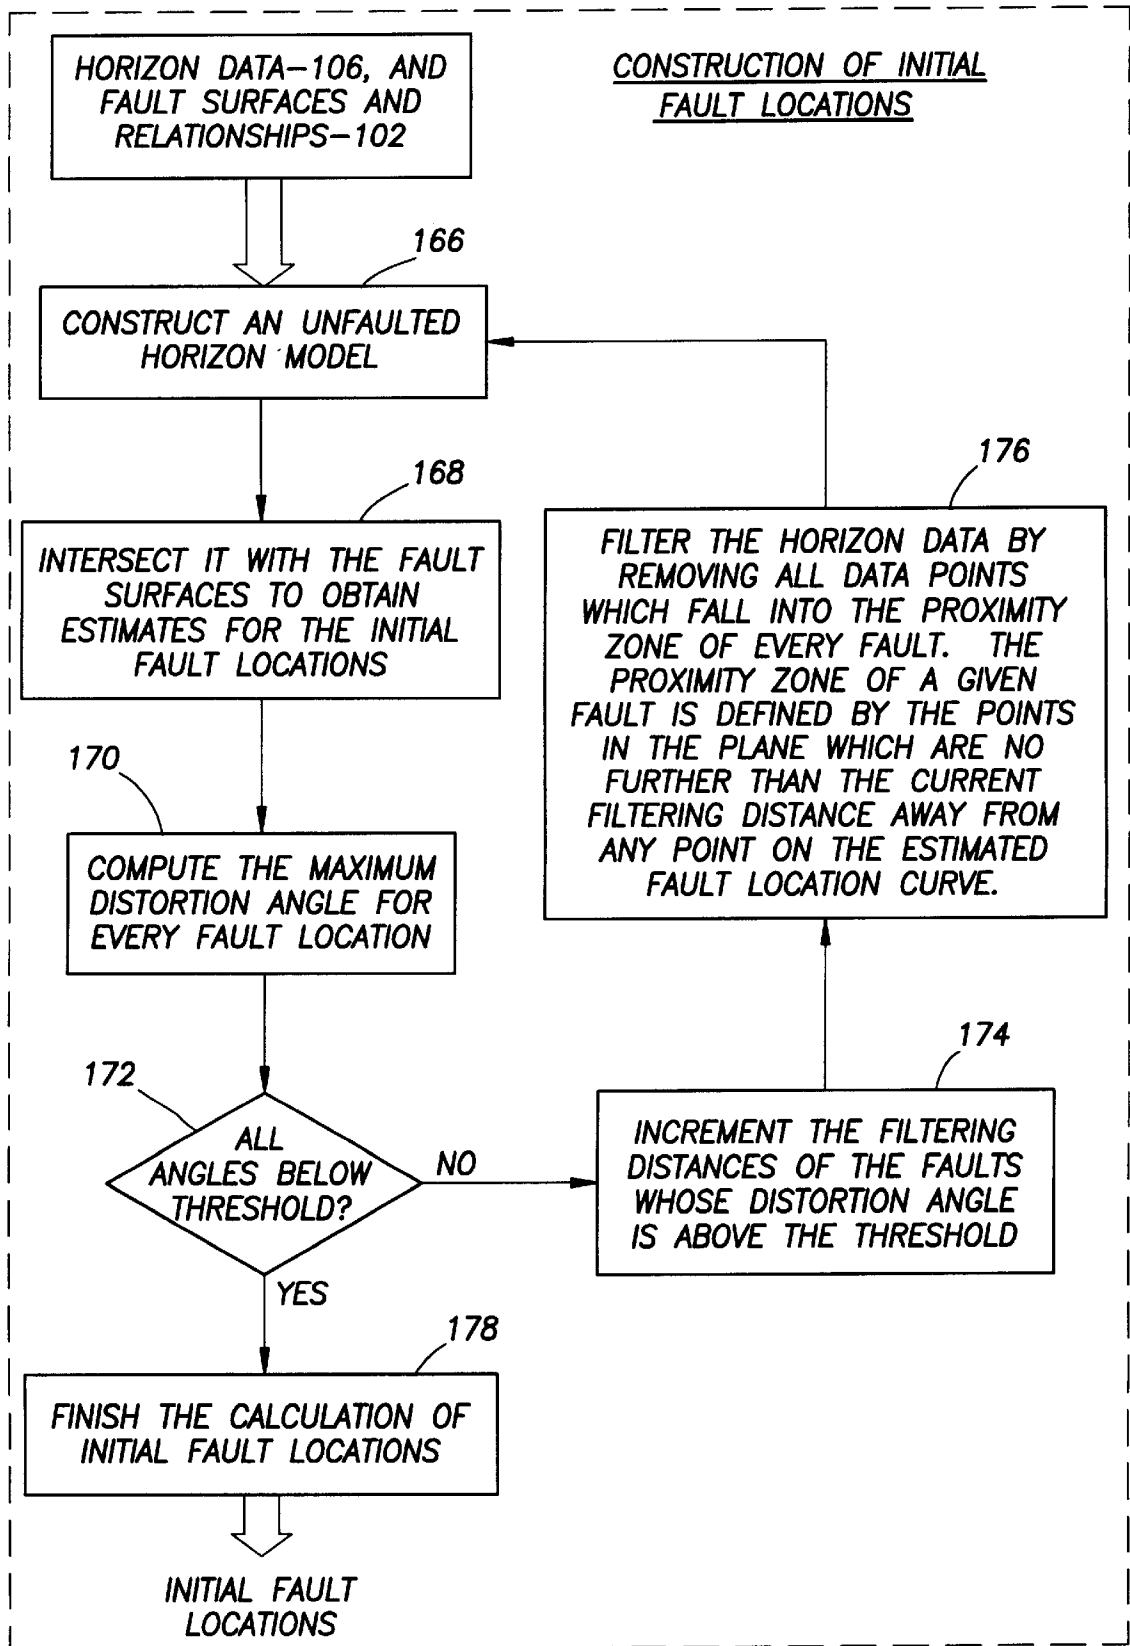 HORIZON DATA-106, AND
FAULT SURFACES AND
RELATIONSHIPS-102
CONSTRUCTION OF INITIAL
FAULT LOCATIONS
166
CONSTRUCT AN UNFAULTED
HORIZON MODEL
168
INTERSECT IT WITH THE FAULT
SURFACES TO OBTAIN
ESTIMATES FOR THE INITIAL
FAULT LOCATIONS
170
COMPUTE THE MAXIMUM
DISTORTION ANGLE FOR
EVERY FAULT LOCATION
172
ALL
ANGLES BELOW
THRESHOLD?
NO
YES
174
INCREMENT THE FILTERING
DISTANCES OF THE FAULTS
WHOSE DISTORTION ANGLE
IS ABOVE THE THRESHOLD
176
FILTER THE HORIZON DATA BY
REMOVING ALL DATA POINTS
WHICH FALL INTO THE PROXIMITY
ZONE OF EVERY FAULT. THE
PROXIMITY ZONE OF A GIVEN
FAULT IS DEFINED BY THE POINTS
IN THE PLANE WHICH ARE NO
FURTHER THAN THE CURRENT
FILTERING DISTANCE AWAY FROM
ANY POINT ON THE ESTIMATED
FAULT LOCATION CURVE.
178
FINISH THE CALCULATION OF
INITIAL FAULT LOCATIONS
INITIAL FAULT
LOCATIONS